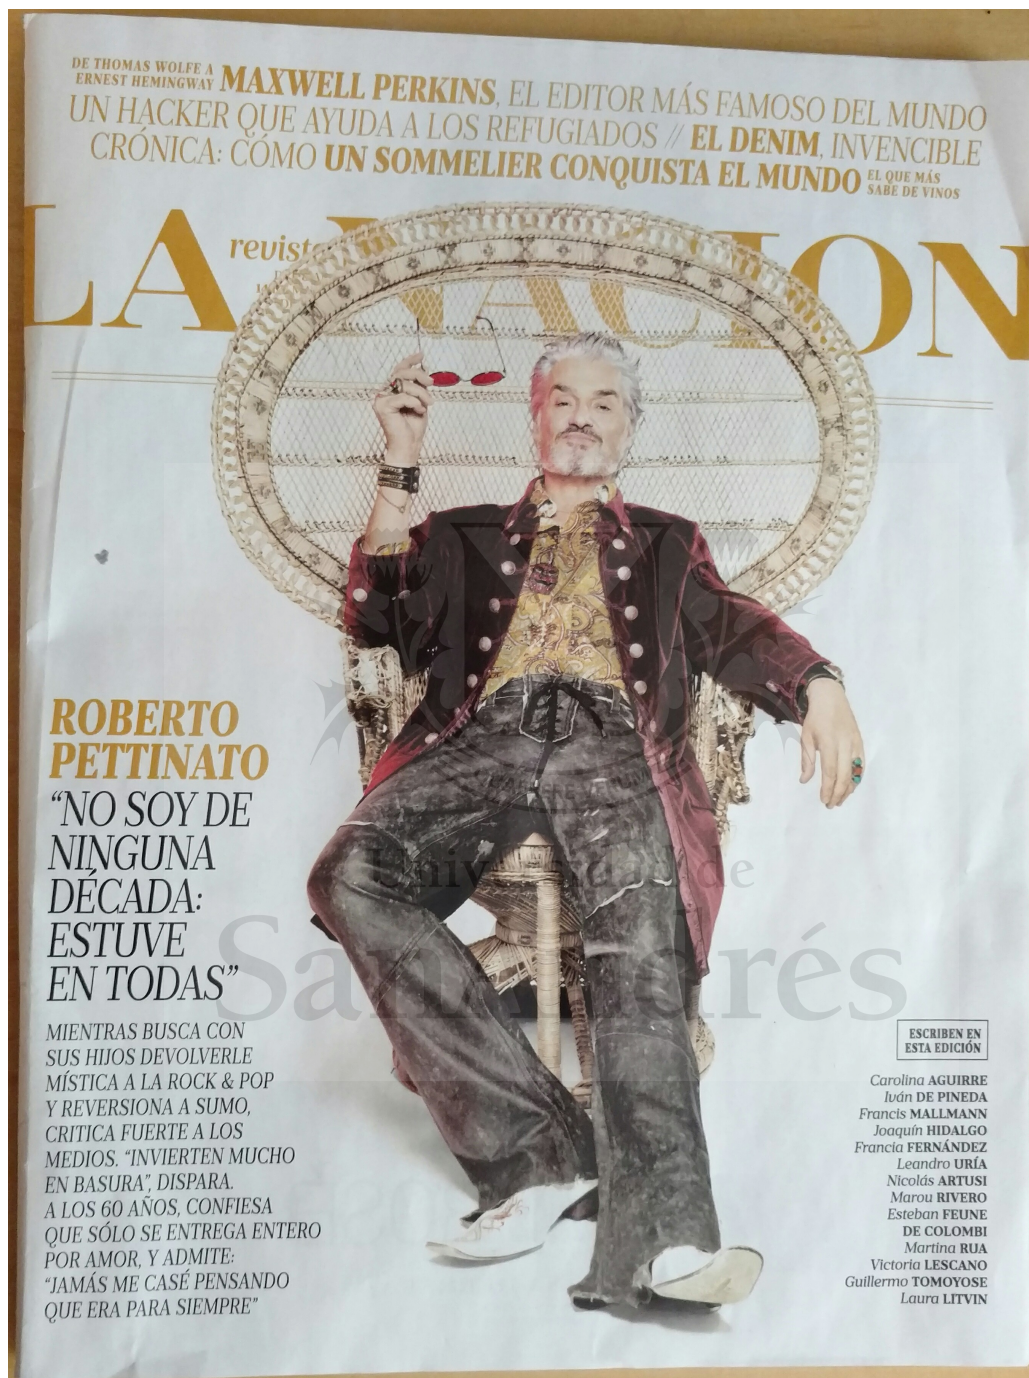 DE THOMAS WOLFE A
ERNEST HEMINGWAY MAXWELL PERKINS, EL EDITOR MÁS FAMOSO DEL MUNDO
UN HACKER QUE AYUDA A LOS REFUGIADOS // EL DENIM, INVENCIBLE
CRÓNICA: CÓMO UN SOMMELIER CONQUISTA EL MUNDO EL QUE MÁS
SABE DE VINOS
revista
LA NACION
ROBERTO
PETTINATO
“NO SOY DE
NINGUNA
DÉCADA:
ESTUVE
EN TODAS”
MIENTRAS BUSCA CON
SUS HIJOS DEVOLVERLE
MÍSTICA A LA ROCK & POP
Y REVERSIONA A SUMO,
CRITICA FUERTE A LOS
MEDIOS. “INVIERTEN MUCHO
EN BASURA”, DISPARA.
A LOS 60 AÑOS, CONFIESA
QUE SÓLO SE ENTREGA ENTERO
POR AMOR, Y ADMITE:
“JAMÁS ME CASÉ PENSANDO
QUE ERA PARA SIEMPRE”
Universidad de
SanAndrés
ESCRIBEN EN
ESTA EDICIÓN
Carolina AGUIRRE
Iván DE PINEDA
Francis MALLMANN
Joaquín HIDALGO
Francia FERNÁNDEZ
Leandro URÍA
Nicolás ARTUSI
Marou RIVERO
Esteban FEUNE
DE COLOMBI
Martina RUA
Victoria LESCANO
Guillermo TOMOYOSE
Laura LITVIN